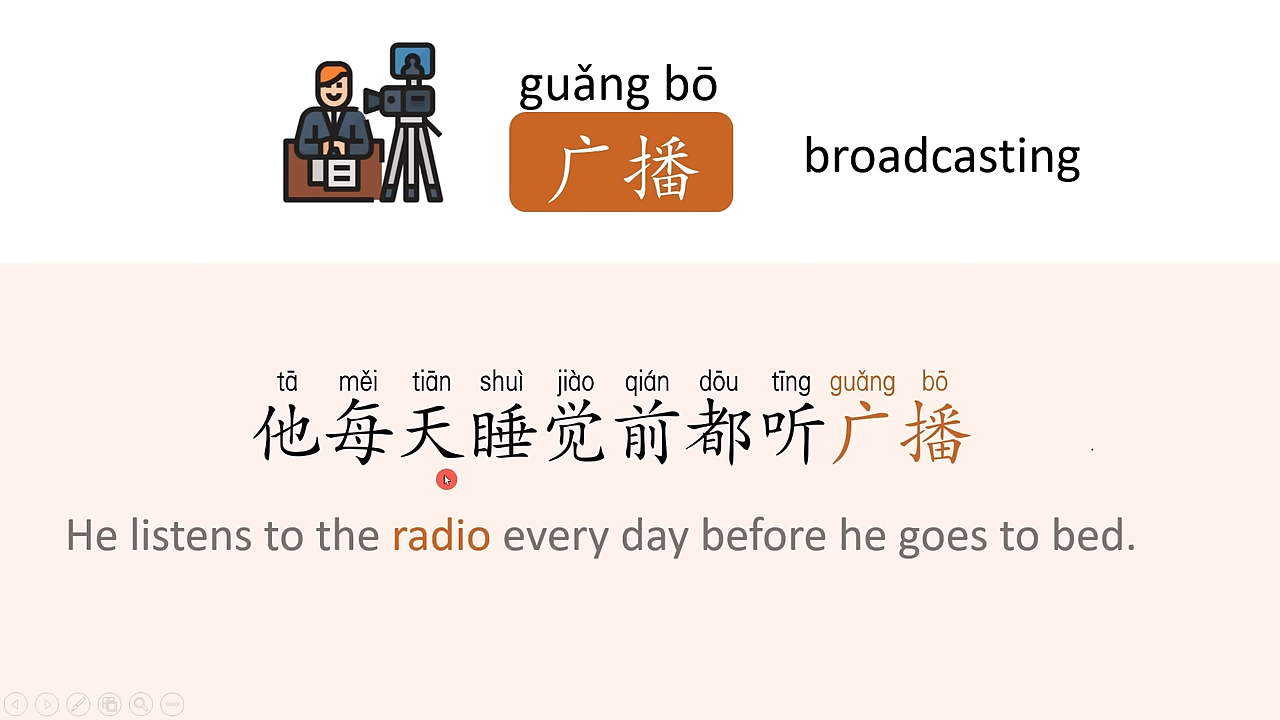 guǎng bō
广播
broadcasting
tā měi tiān shuì jiào qián dōu tīng guǎng bō
他每天睡觉前都听广播
He listens to the radio every day before he goes to bed.